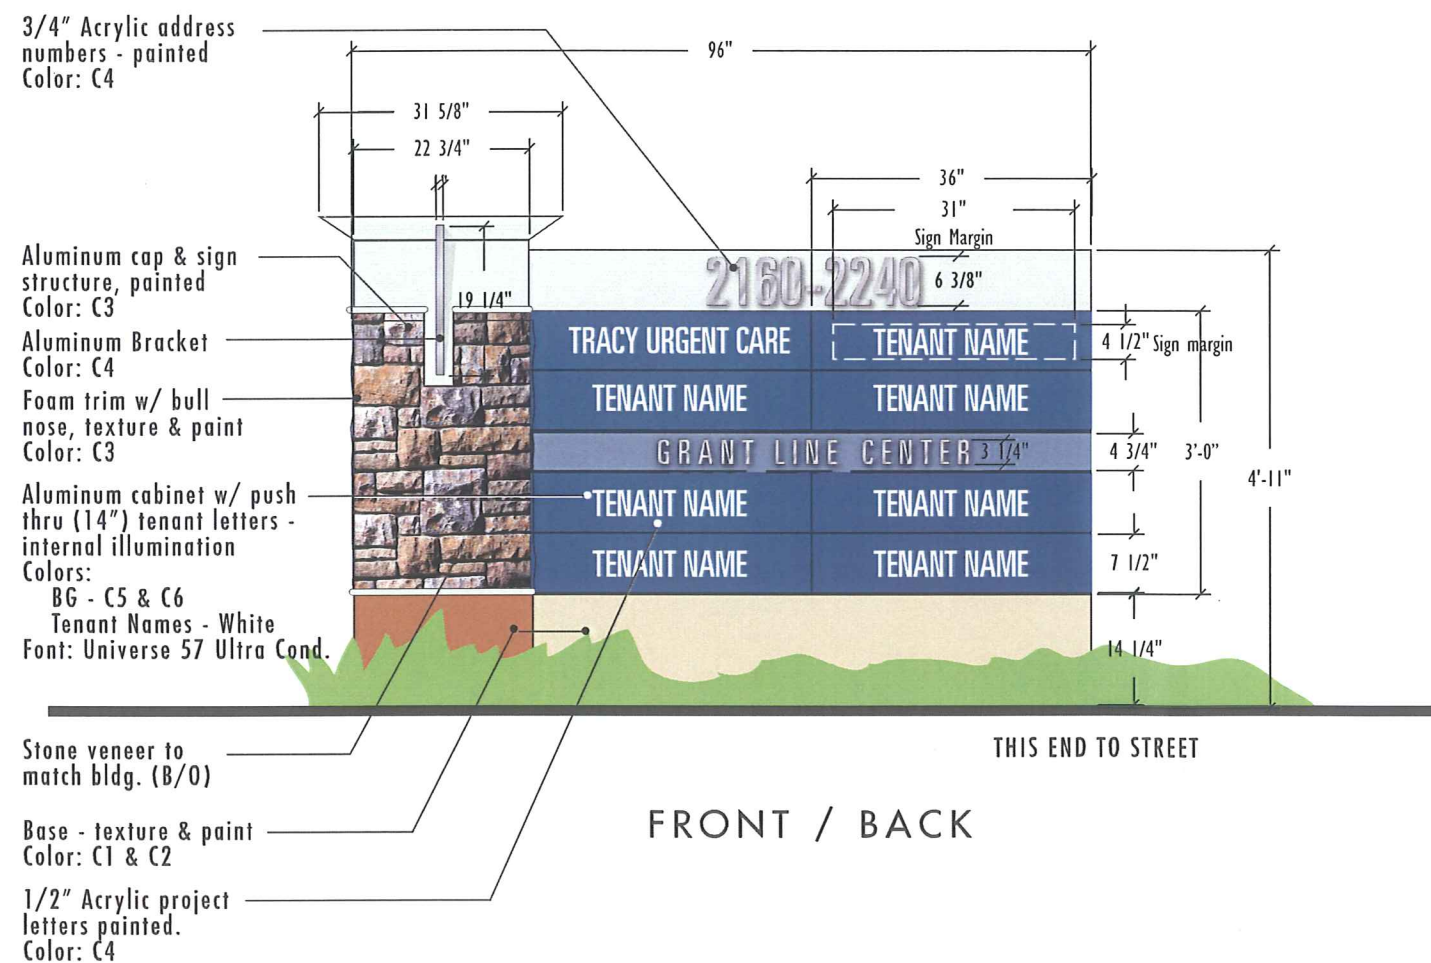 3/4" Acrylic address
numbers - painted
Color: C4
96"
31 5/8"
22 3/4"
36"
31"
Sign Margin
Aluminum cap & sign
structure, painted
Color: C3
Aluminum Bracket
Color: C4
Foam trim w/ bull
nose, texture & paint
Color: C3
Aluminum cabinet w/ push
thru (14") tenant letters -
internal illumination
Colors:
BG - C5 & C6
Tenant Names - White
Font: Universe 57 Ultra Cond.
19 1/4"
2160-2240
6 3/8"
TRACY URGENT CARE
TENANT NAME
4 1/2" Sign margin
TENANT NAME
TENANT NAME
GRANT LINE CENTER
3 1/4"
4 3/4"
3'-0"
4'-11"
TENANT NAME
TENANT NAME
TENANT NAME
TENANT NAME
7 1/2"
14 1/4"
Stone veneer to
match bldg. (B/O)
THIS END TO STREET
FRONT / BACK
Base - texture & paint
Color: C1 & C2
1/2" Acrylic project
letters painted.
Color: C4